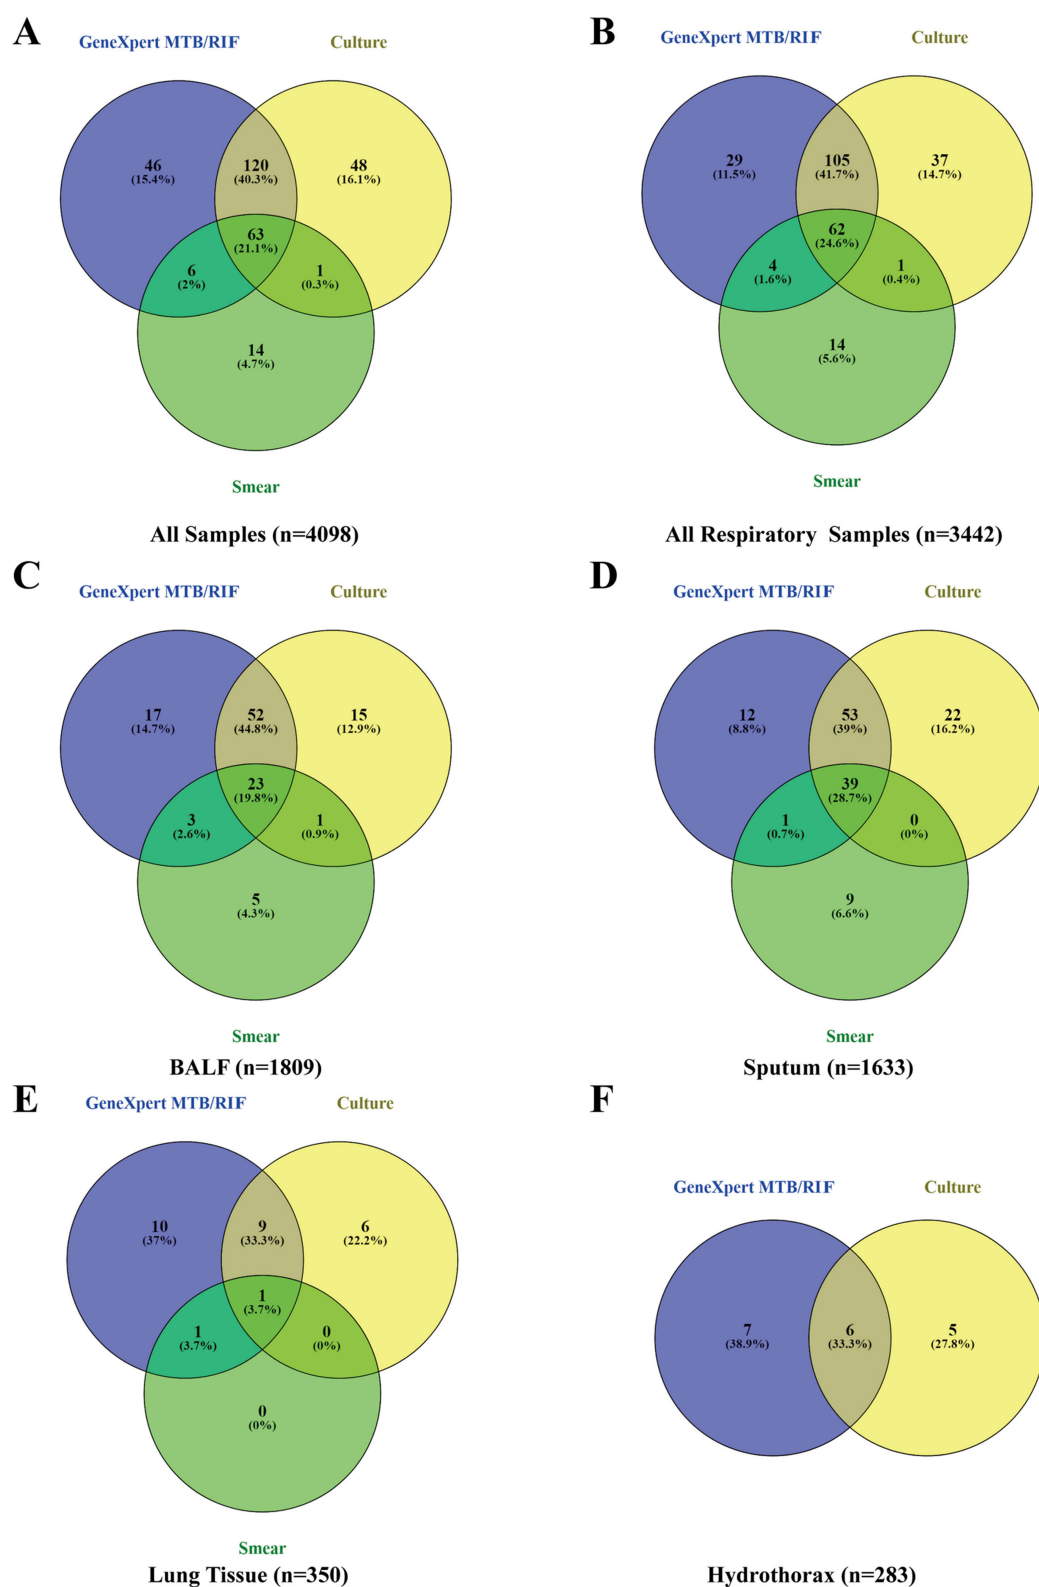 A
GeneXpert MTB/RIF
Culture
46
(15.4%)
120
(40.3%)
48
(16.1%)
63
(21.1%)
6
(2%)
1
(0.3%)
14
(4.7%)
Smear
All Samples (n=4098)
B
GeneXpert MTB/RIF
Culture
29
(11.5%)
105
(41.7%)
37
(14.7%)
62
(24.6%)
4
(1.6%)
1
(0.4%)
14
(5.6%)
Smear
All Respiratory Samples (n=3442)
C
GeneXpert MTB/RIF
Culture
17
(14.7%)
52
(44.8%)
15
(12.9%)
23
(19.8%)
3
(2.6%)
1
(0.9%)
5
(4.3%)
Smear
BALF (n=1809)
D
GeneXpert MTB/RIF
Culture
12
(8.8%)
53
(39%)
22
(16.2%)
39
(28.7%)
1
(0.7%)
0
(0%)
9
(6.6%)
Smear
Sputum (n=1633)
E
GeneXpert MTB/RIF
Culture
10
(37%)
9
(33.3%)
6
(22.2%)
1
(3.7%)
1
(3.7%)
0
(0%)
0
(0%)
Smear
Lung Tissue (n=350)
F
GeneXpert MTB/RIF
Culture
7
(38.9%)
6
(33.3%)
5
(27.8%)
Hydrothorax (n=283)